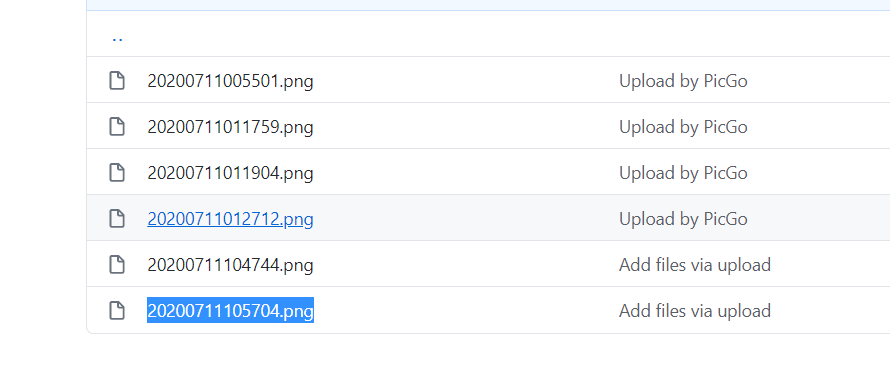 ..
20200711005501.png Upload by PicGo
20200711011759.png Upload by PicGo
20200711011904.png Upload by PicGo
20200711012712.png Upload by PicGo
20200711104744.png Add files via upload
20200711105704.png Add files via upload